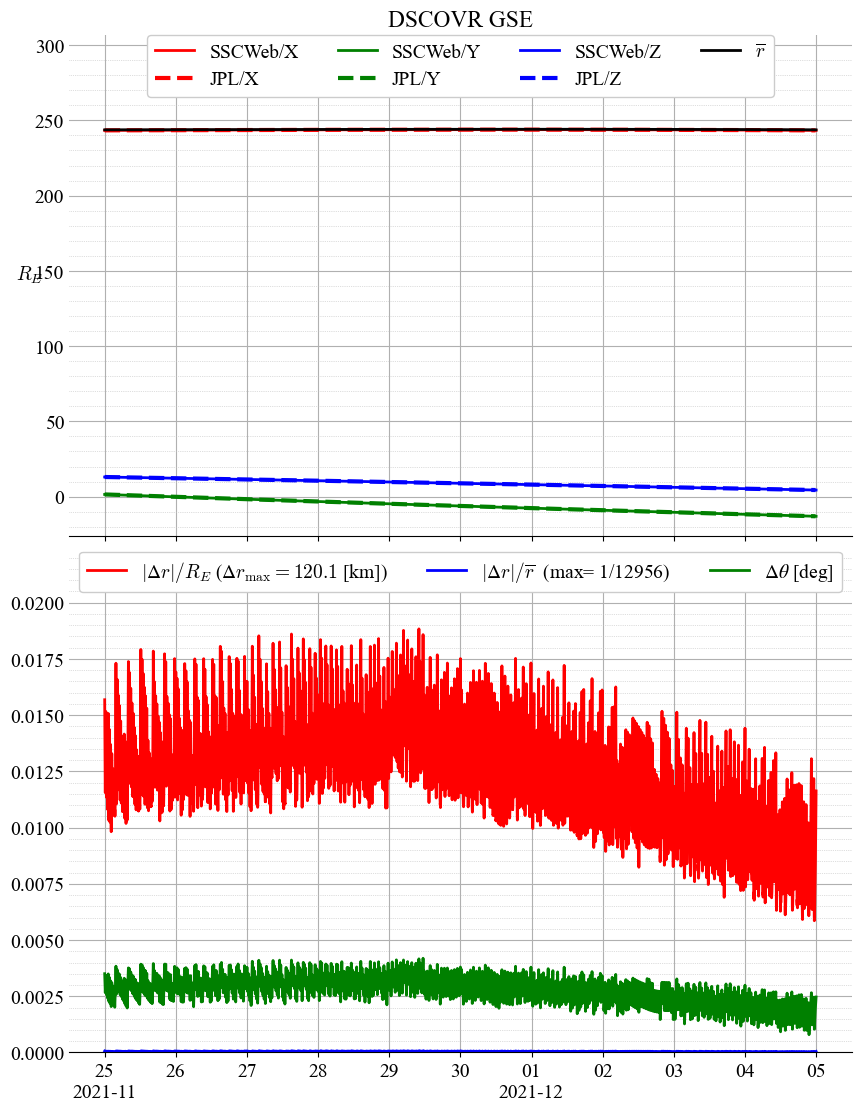 DSCOVR GSE
SSCWeb/X SSCWeb/Y SSCWeb/Z r̅
JPL/X JPL/Y JPL/Z
300
250
200
R_E 150
100
50
0
|Δr|/R_E (Δr_max = 120.1 [km]) |Δr|/r̅ (max= 1/12956) Δθ [deg]
0.0200
0.0175
0.0150
0.0125
0.0100
0.0075
0.0050
0.0025
0.0000
25 26 27 28 29 30 01 02 03 04 05
2021-11 2021-12